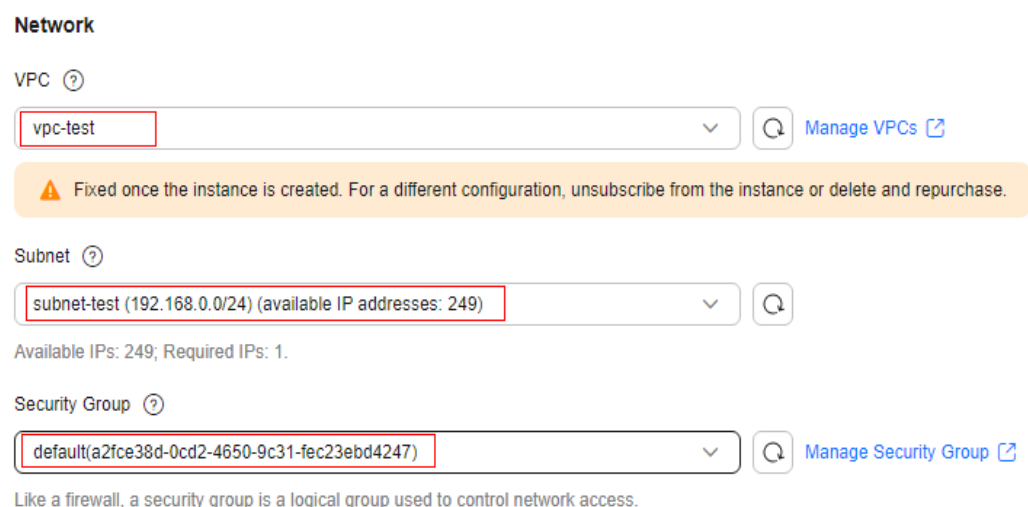 Network
VPC ?
vpc-test
Manage VPCs
Fixed once the instance is created. For a different configuration, unsubscribe from the instance or delete and repurchase.
Subnet ?
subnet-test (192.168.0.0/24) (available IP addresses: 249)
Available IPs: 249; Required IPs: 1.
Security Group ?
default(a2fce38d-0cd2-4650-9c31-fec23ebd4247)
Manage Security Group
Like a firewall, a security group is a logical group used to control network access.